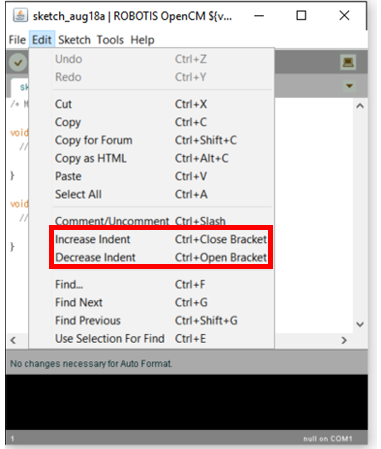 sketch_aug18a | ROBOTIS OpenCM ${v...
File Edit Sketch Tools Help
Undo Ctrl+Z
Redo Ctrl+Y
sk
/* M
Cut Ctrl+X
Copy Ctrl+C
void
Copy for Forum Ctrl+Shift+C
//
Copy as HTML Ctrl+Alt+C
Paste Ctrl+V
}
Select All Ctrl+A
void
Comment/Uncomment Ctrl+Slash
//
Increase Indent Ctrl+Close Bracket
}
Decrease Indent Ctrl+Open Bracket
Find... Ctrl+F
Find Next Ctrl+G
Find Previous Ctrl+Shift+G
Use Selection For Find Ctrl+E
No changes necessary for Auto Format.
1 null on COM1